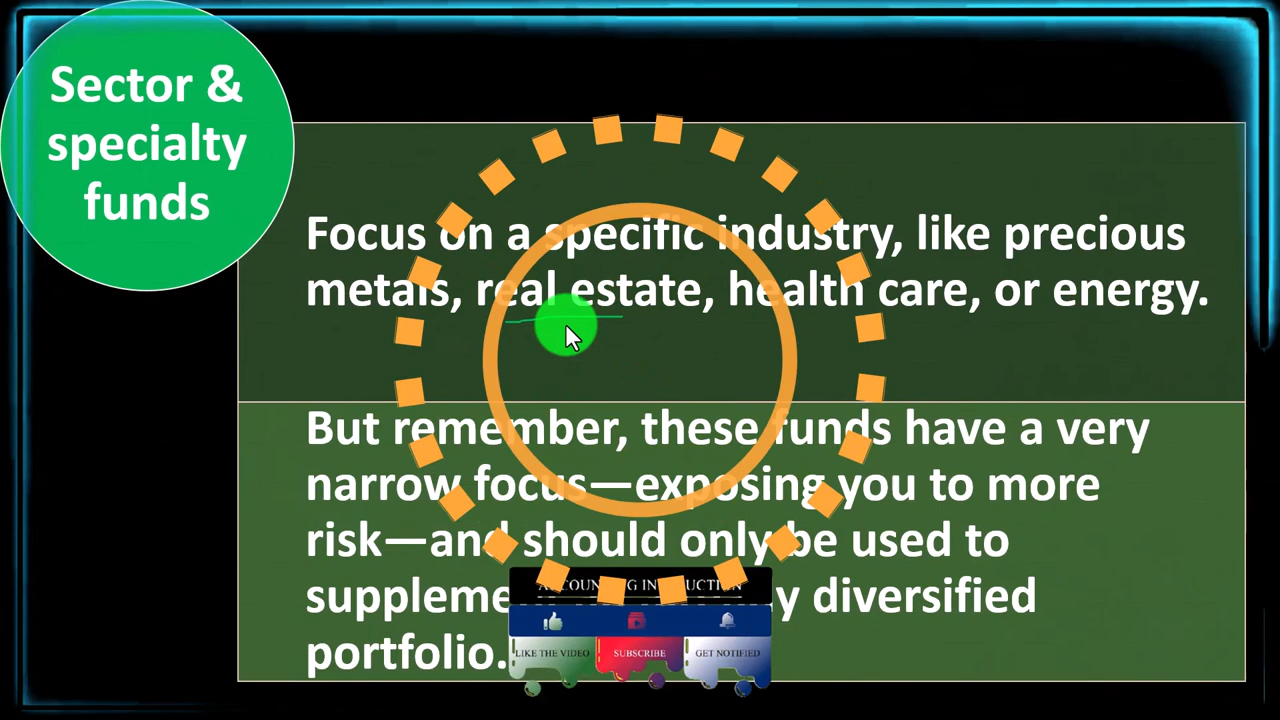 Sector &
specialty
funds
Focus on a specific industry, like precious
metals, real estate, health care, or energy.
But remember, these funds have a very
narrow focus—exposing you to more
risk—and should only be used to
diversified
portfolio.
LIKE THE VIDEO
SUBSCRIBE
GET NOTIFIED